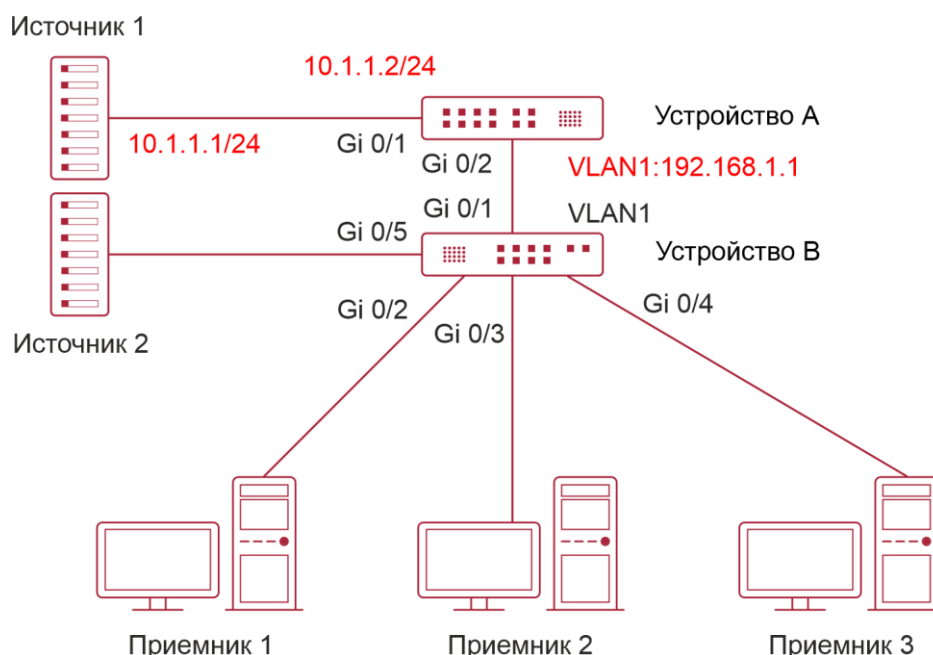 Источник 1
10.1.1.2/24
Устройство A
10.1.1.1/24
Gi 0/1
Gi 0/2
VLAN1:192.168.1.1
Gi 0/1
VLAN1
Gi 0/5
Устройство B
Источник 2
Gi 0/2
Gi 0/3
Gi 0/4
Приемник 1
Приемник 2
Приемник 3